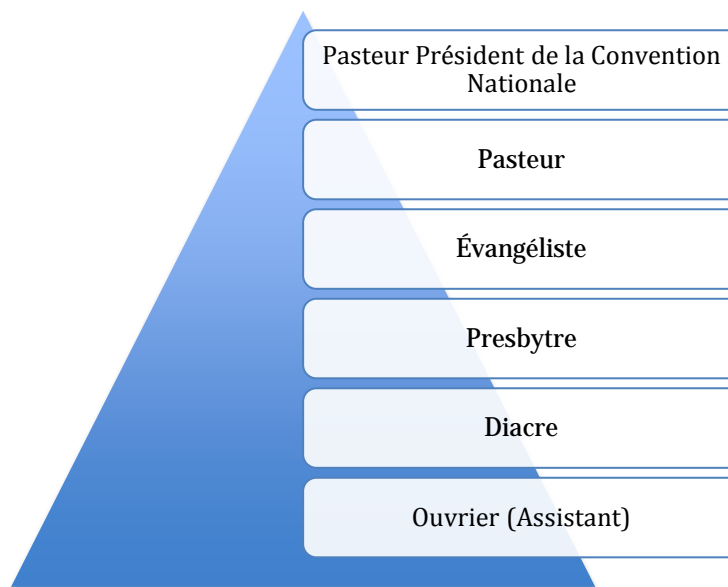 Pasteur Président de la Convention
Nationale
Pasteur
Évangéliste
Presbytre
Diacre
Ouvrier (Assistant)